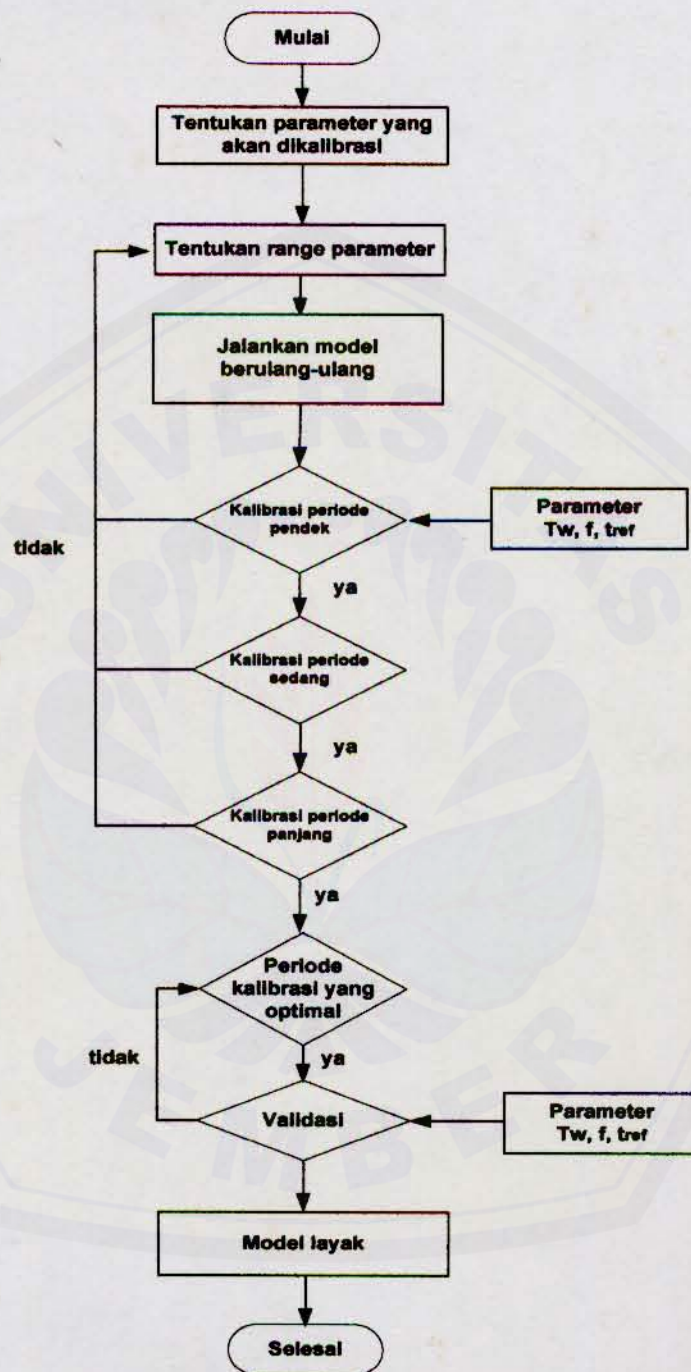 Mulai
Tentukan parameter yang
akan dikalibrasi
Tentukan range parameter
Jalankan model
berulang-ulang
Kalibrasi periode
pendek
Parameter
Tw, f, tref
tidak
ya
Kalibrasi periode
sedang
ya
Kalibrasi periode
panjang
ya
Periode
kalibrasi yang
optimal
tidak
ya
Validasi
Parameter
Tw, f, tref
Model layak
Selesai
UNIVERSITAS
JEMBER